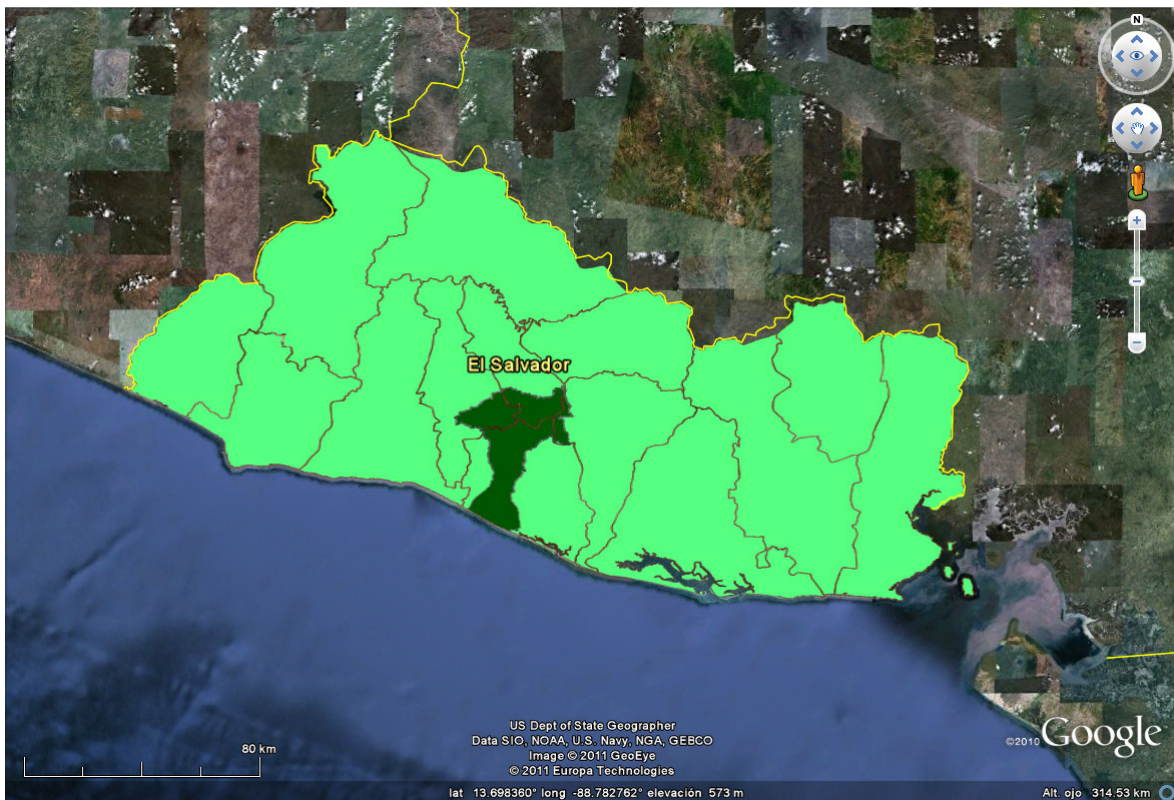 N
El Salvador
US Dept of State Geographer
Data SIO, NOAA, U.S. Navy, NGA, GEBCO
Image © 2011 GeoEye
© 2011 Europa Technologies
©2010 Google
80 km
lat 13.698360° long -88.782762° elevación 573 m
Alt. ojo 314.53 km